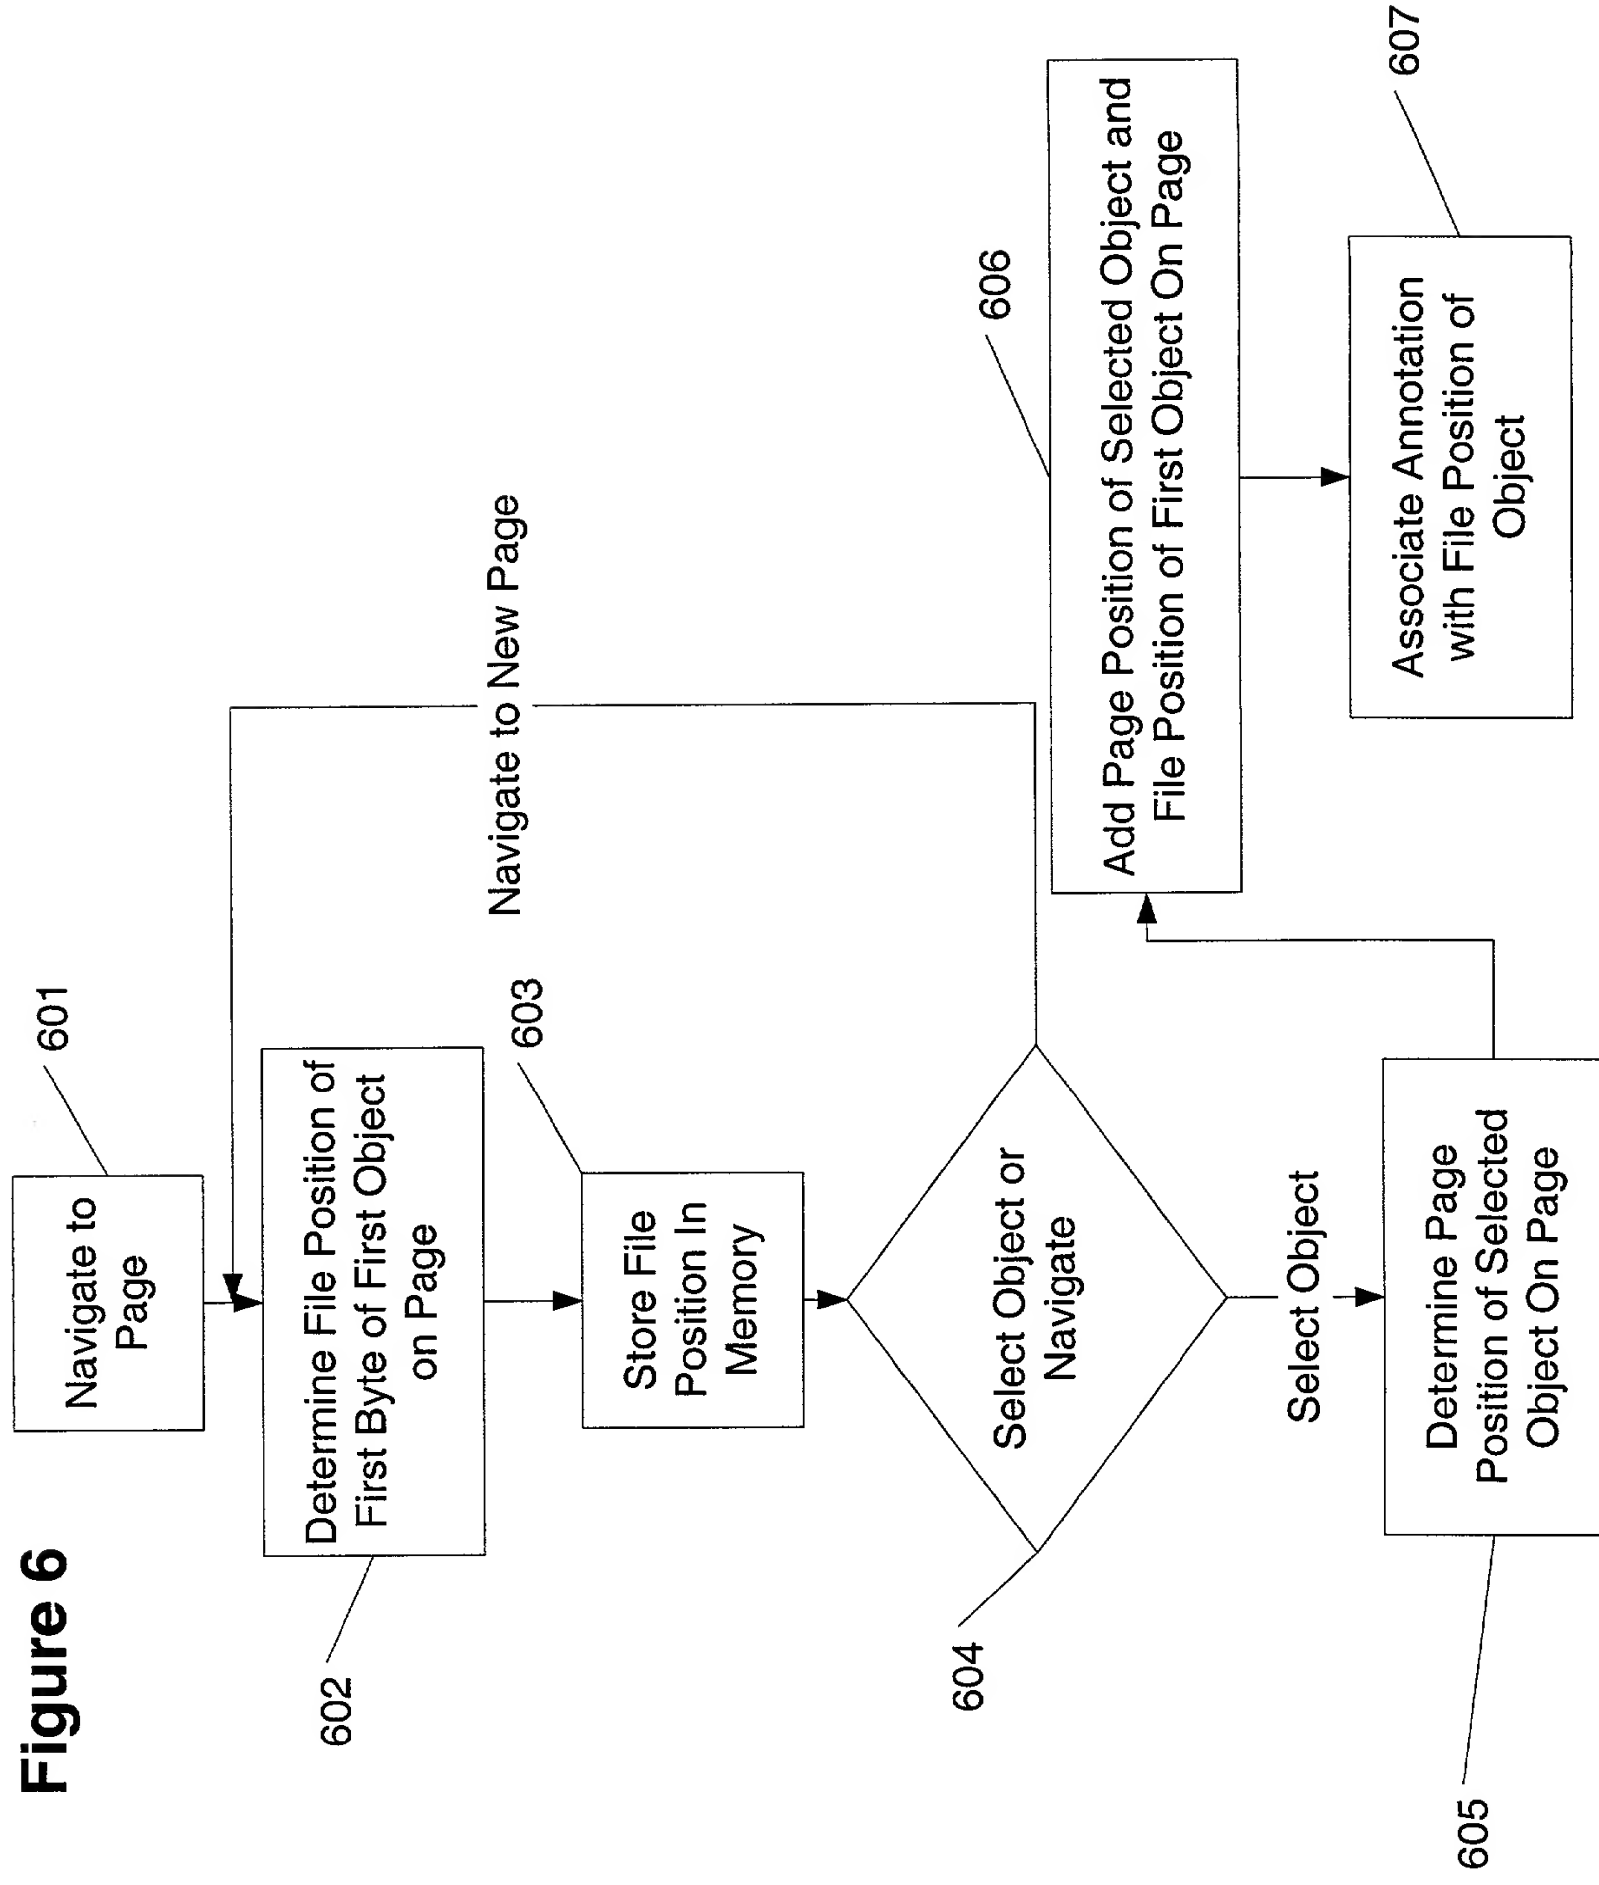 Figure 6
601
Navigate to
Page
602
Determine File Position of
First Byte of First Object
on Page
603
Store File
Position In
Memory
Navigate to New Page
604
Select Object or
Navigate
Select Object
605
Determine Page
Position of Selected
Object On Page
606
Add Page Position of Selected Object and
File Position of First Object On Page
607
Associate Annotation
with File Position of
Object